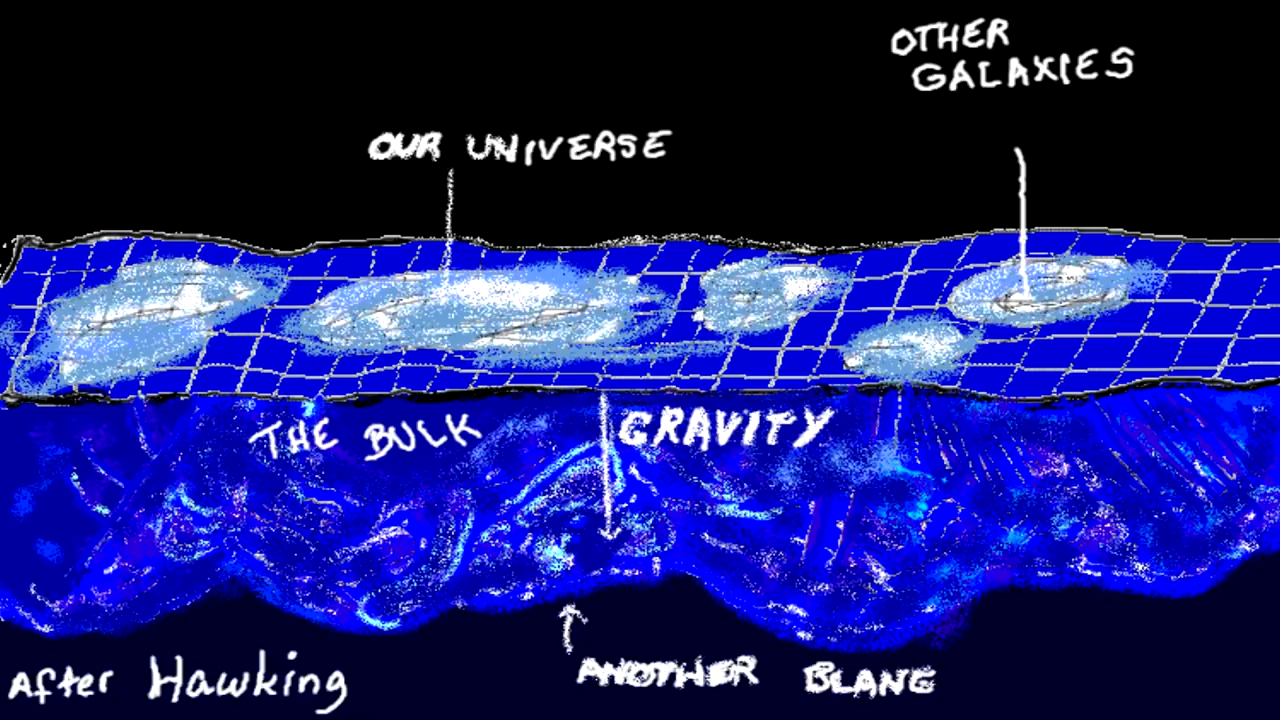 OTHER
GALAXIES
OUR UNIVERSE
THE BULK
GRAVITY
ANOTHER BLANE
After Hawking